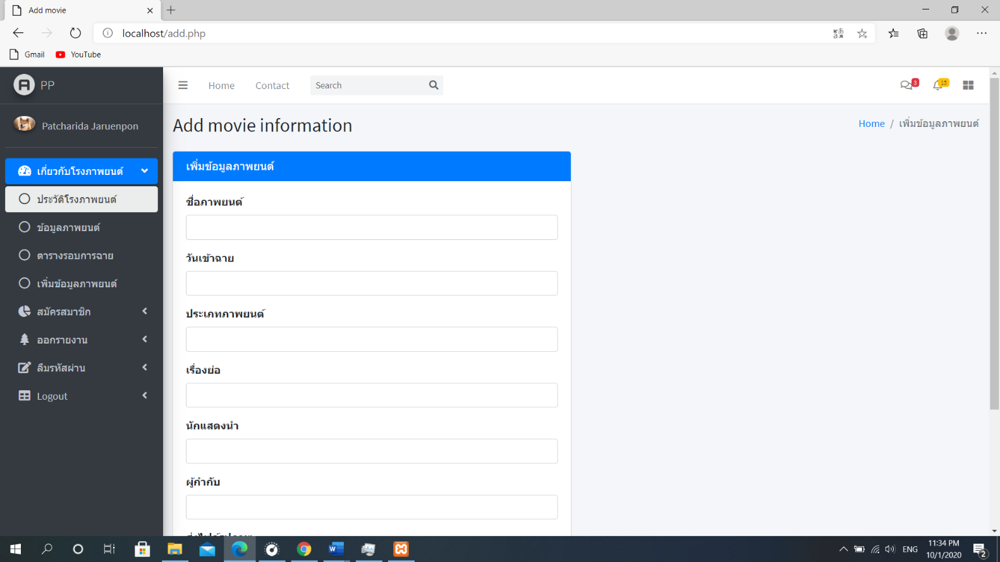 Add movie
localhost/add.php
Gmail YouTube
PP
Home Contact Search 3 15
Patcharida Jaruenpon
Add movie information
Home / เพิ่มข้อมูลภาพยนต์
เกี่ยวกับโรงภาพยนต์
ประวัติโรงภาพยนต์
ข้อมูลภาพยนต์
ตารางรอบการฉาย
เพิ่มข้อมูลภาพยนต์
สมัครสมาชิก
ออกรายงาน
ลืมรหัสผ่าน
Logout
เพิ่มข้อมูลภาพยนต์
ชื่อภาพยนต์
วันเข้าฉาย
ประเภทภาพยนต์
เรื่องย่อ
นักแสดงนำ
ผู้กำกับ
ENG
11:34 PM
10/1/2020
2